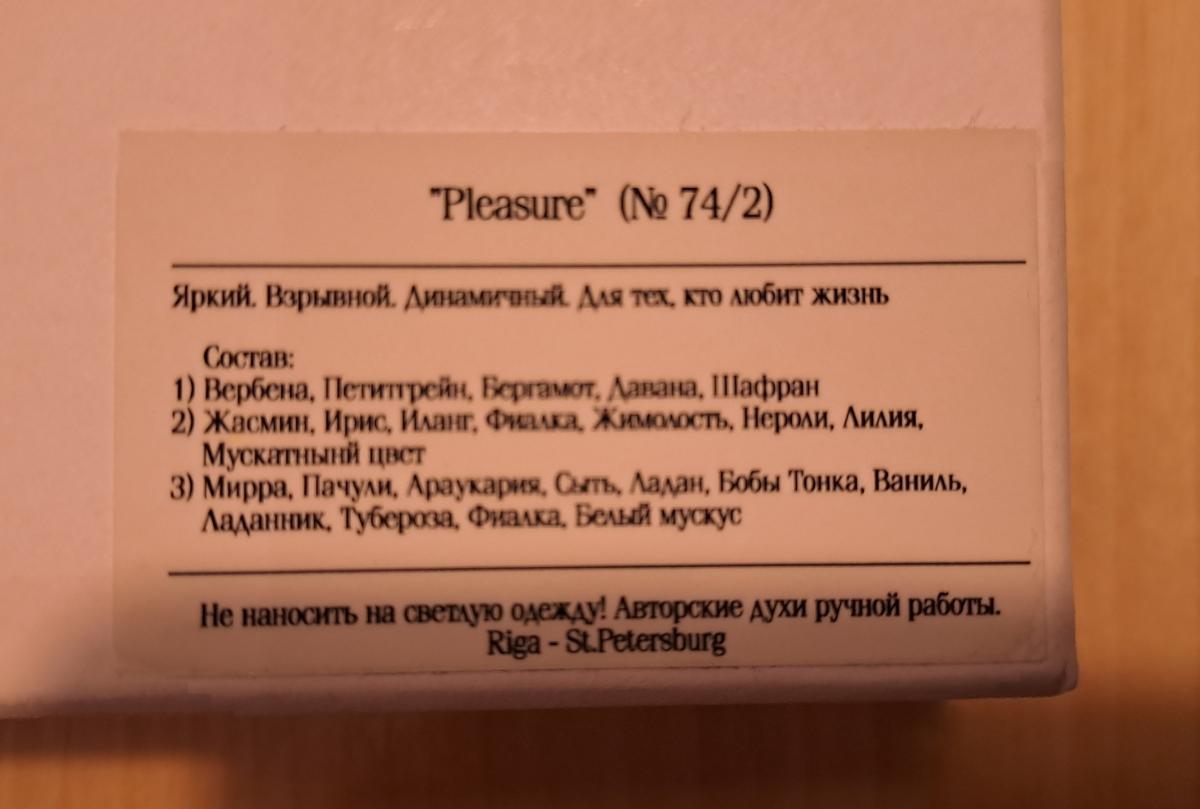 "Pleasure" (№ 74/2)
Яркий. Взрывной. Динамичный. Для тех, кто любит жизнь
Состав:
1) Вербена, Петитгрейн, Бергамот, Давана, Шафран
2) Жасмин, Ирис, Иланг, Фиалка, Жимолость, Нероли, Лилия,
Мускатнынй цвет
3) Мирра, Пачули, Араукария, Сыть, Ладан, Бобы Тонка, Ваниль,
Ладанник, Тубероза, Фиалка, Белый мускус
Не наносить на светлую одежду! Авторские духи ручной работы.
Riga - St.Petersburg